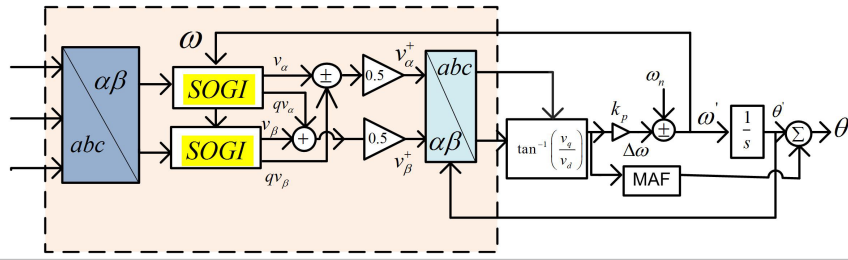 αβ
abc
ω
SOGI
SOGI
v_α
qv_α
v_β
qv_β
±
+
0.5
0.5
v_α^+
v_β^+
abc
αβ
tan^{-1}(v_q/v_d)
k_p
Δω
ω_n
±
ω'
1/s
θ'
Σ
θ
MAF